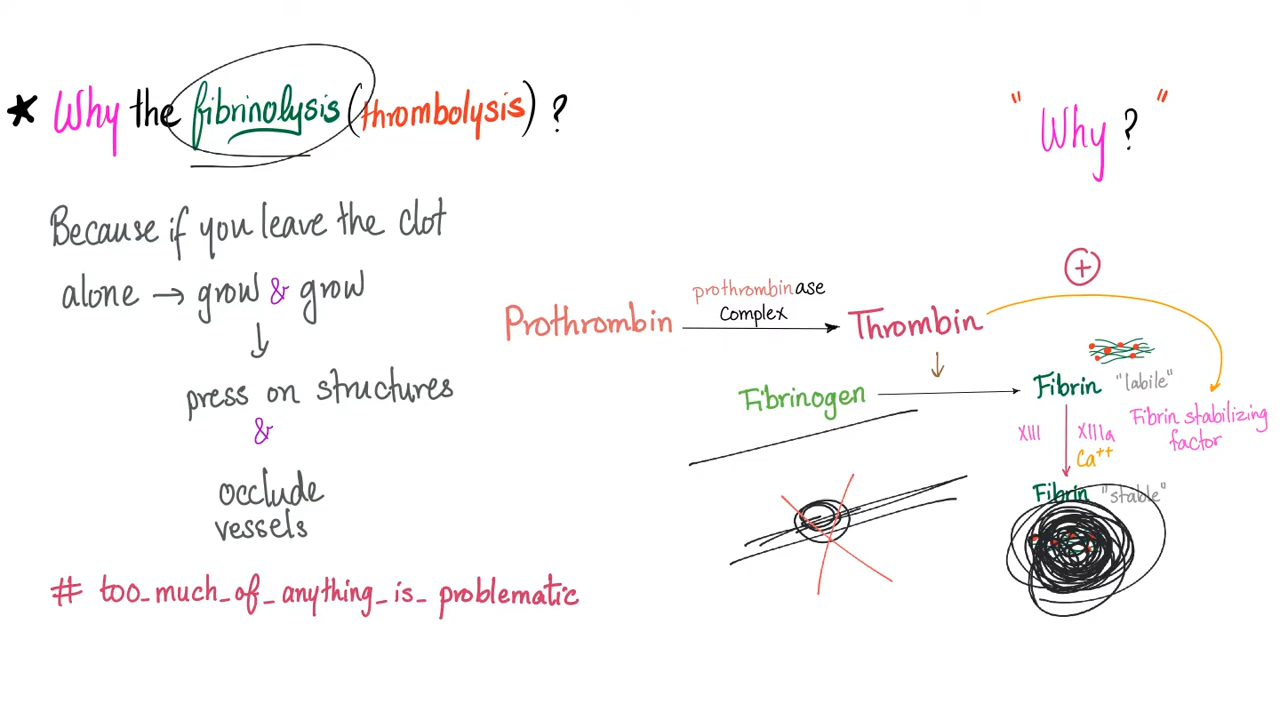 ★ Why the fibrinolysis (thrombolysis) ?
Because if you leave the clot
alone → grow & grow
↓
press on structures
&
occlude
vessels
# too_much_of_anything_is_problematic
" Why ? "
+
prothrombinase
Complex
Prothrombin → Thrombin
↓
Fibrinogen → Fibrin "labile"
Fibrin stabilizing
factor
XIII XIIIa
Ca++
Fibrin "stable"